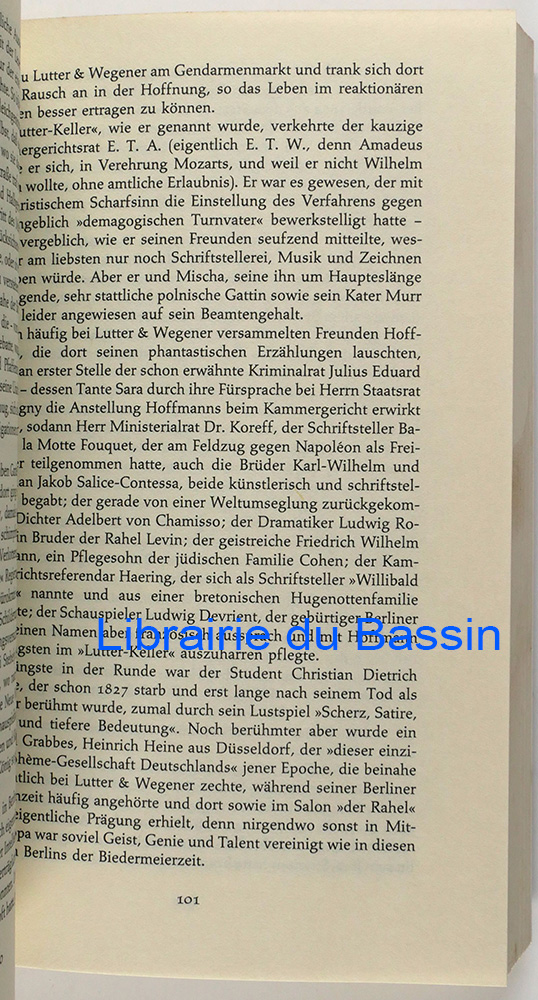 u Lutter & Wegener am Gendarmenmarkt und trank sich dort
Rausch an in der Hoffnung, so das Leben im reaktionären
en besser ertragen zu können.
utter-Keller«, wie er genannt wurde, verkehrte der kauzige
mergerichtsrat E. T. A. (eigentlich E. T. W., denn Amadeus
e er sich, in Verehrung Mozarts, und weil er nicht Wilhelm
n wollte, ohne amtliche Erlaubnis). Er war es gewesen, der mit
ristischem Scharfsinn die Einstellung des Verfahrens gegen
ngeblich »demagogischen Turnvater« bewerkstelligt hatte –
vergeblich, wie er seinen Freunden seufzend mitteilte, wes-
r am liebsten nur noch Schriftstellerei, Musik und Zeichnen
ben würde. Aber er und Mischa, seine ihn um Haupteslänge
gende, sehr stattliche polnische Gattin sowie sein Kater Murr
leider angewiesen auf sein Beamtengehalt.
n häufig bei Lutter & Wegener versammelten Freunden Hoff-
, die dort seinen phantastischen Erzählungen lauschten,
an erster Stelle der schon erwähnte Kriminalrat Julius Eduard
– dessen Tante Sara durch ihre Fürsprache bei Herrn Staatsrat
gny die Anstellung Hoffmanns beim Kammergericht erwirkt
, sodann Herr Ministerialrat Dr. Koreff, der Schriftsteller Ba-
la Motte Fouquet, der am Feldzug gegen Napoléon als Frei-
r teilgenommen hatte, auch die Brüder Karl-Wilhelm und
an Jakob Salice-Contessa, beide künstlerisch und schriftstel-
begabt; der gerade von einer Weltumseglung zurückgekom-
Dichter Adelbert von Chamisso; der Dramatiker Ludwig Ro-
in Bruder der Rahel Levin; der geistreiche Friedrich Wilhelm
ann, ein Pflegesohn der jüdischen Familie Cohen; der Kam-
richtsreferendar Haering, der sich als Schriftsteller »Willibald
« nannte und aus einer bretonischen Hugenottenfamilie
te; der Schauspieler Ludwig Devrient, der gebürtiger Berliner
einen Namen aber französisch aussprach und mit Hoffmann
Librairie du Bassin
ngsten im »Lutter-Keller« auszuharren pflegte.
ingste in der Runde war der Student Christian Dietrich
e, der schon 1827 starb und erst lange nach seinem Tod als
r berühmt wurde, zumal durch sein Lustspiel »Scherz, Satire,
und tiefere Bedeutung«. Noch berühmter aber wurde ein
Grabbes, Heinrich Heine aus Düsseldorf, der »dieser einzi-
hème-Gesellschaft Deutschlands« jener Epoche, die beinahe
tlich bei Lutter & Wegener zechte, während seiner Berliner
nzeit häufig angehörte und dort sowie im Salon »der Rahel«
eigentliche Prägung erhielt, denn nirgendwo sonst in Mit-
pa war soviel Geist, Genie und Talent vereinigt wie in diesen
n Berlins der Biedermeierzeit.
101